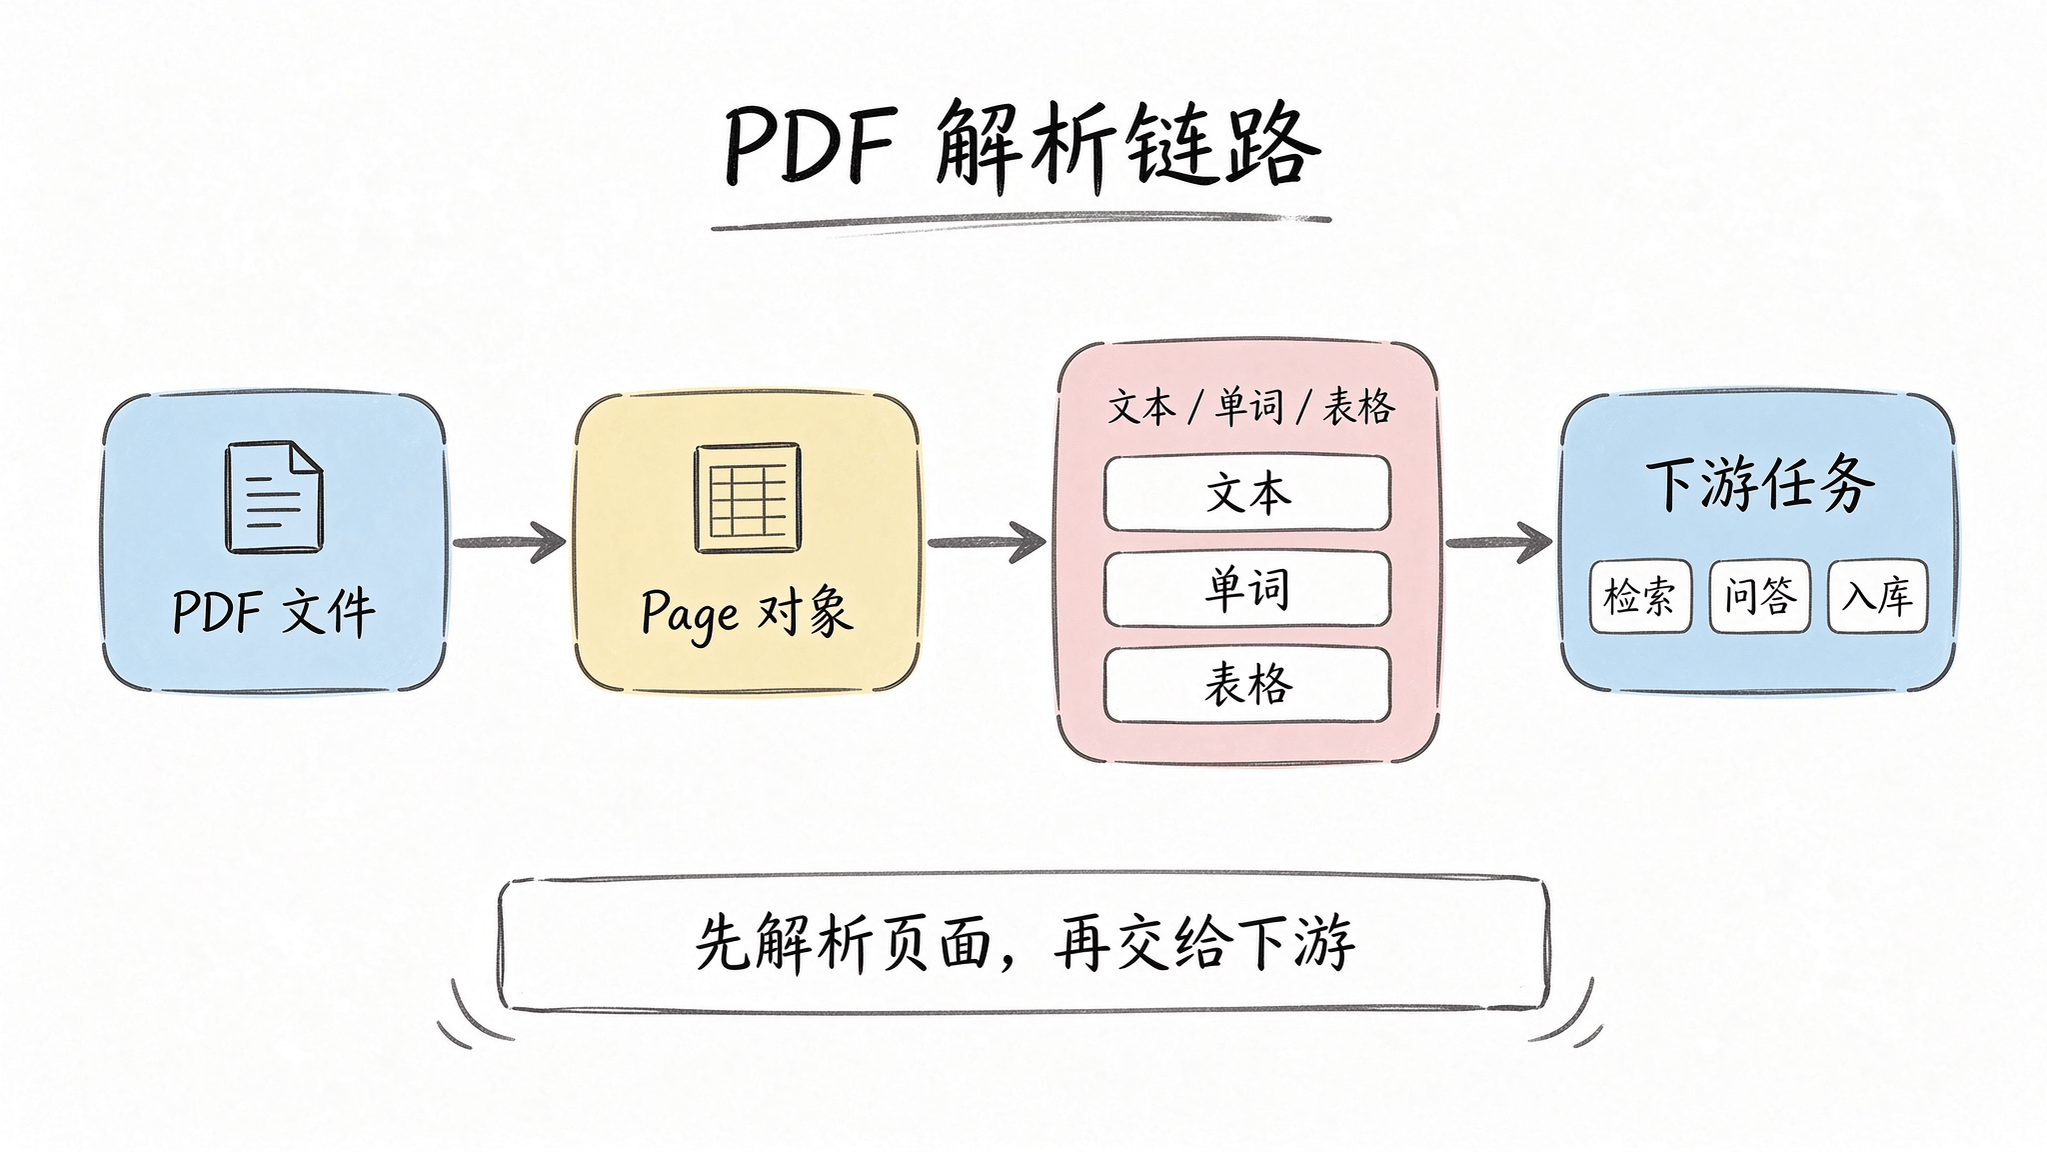 PDF 解析链路
PDF 文件
Page 对象
文本 / 单词 / 表格
文本
单词
表格
下游任务
检索
问答
入库
先解析页面，再交给下游